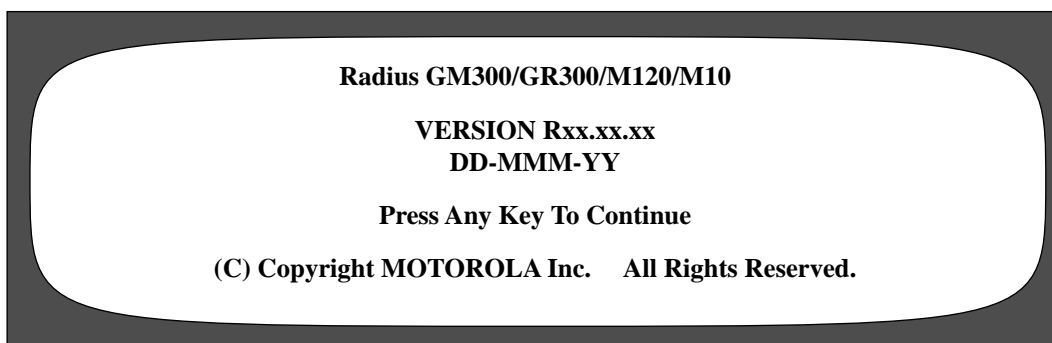 Radius GM300/GR300/M120/M10
VERSION Rxx.xx.xx
DD-MMM-YY
Press Any Key To Continue
(C) Copyright MOTOROLA Inc. All Rights Reserved.